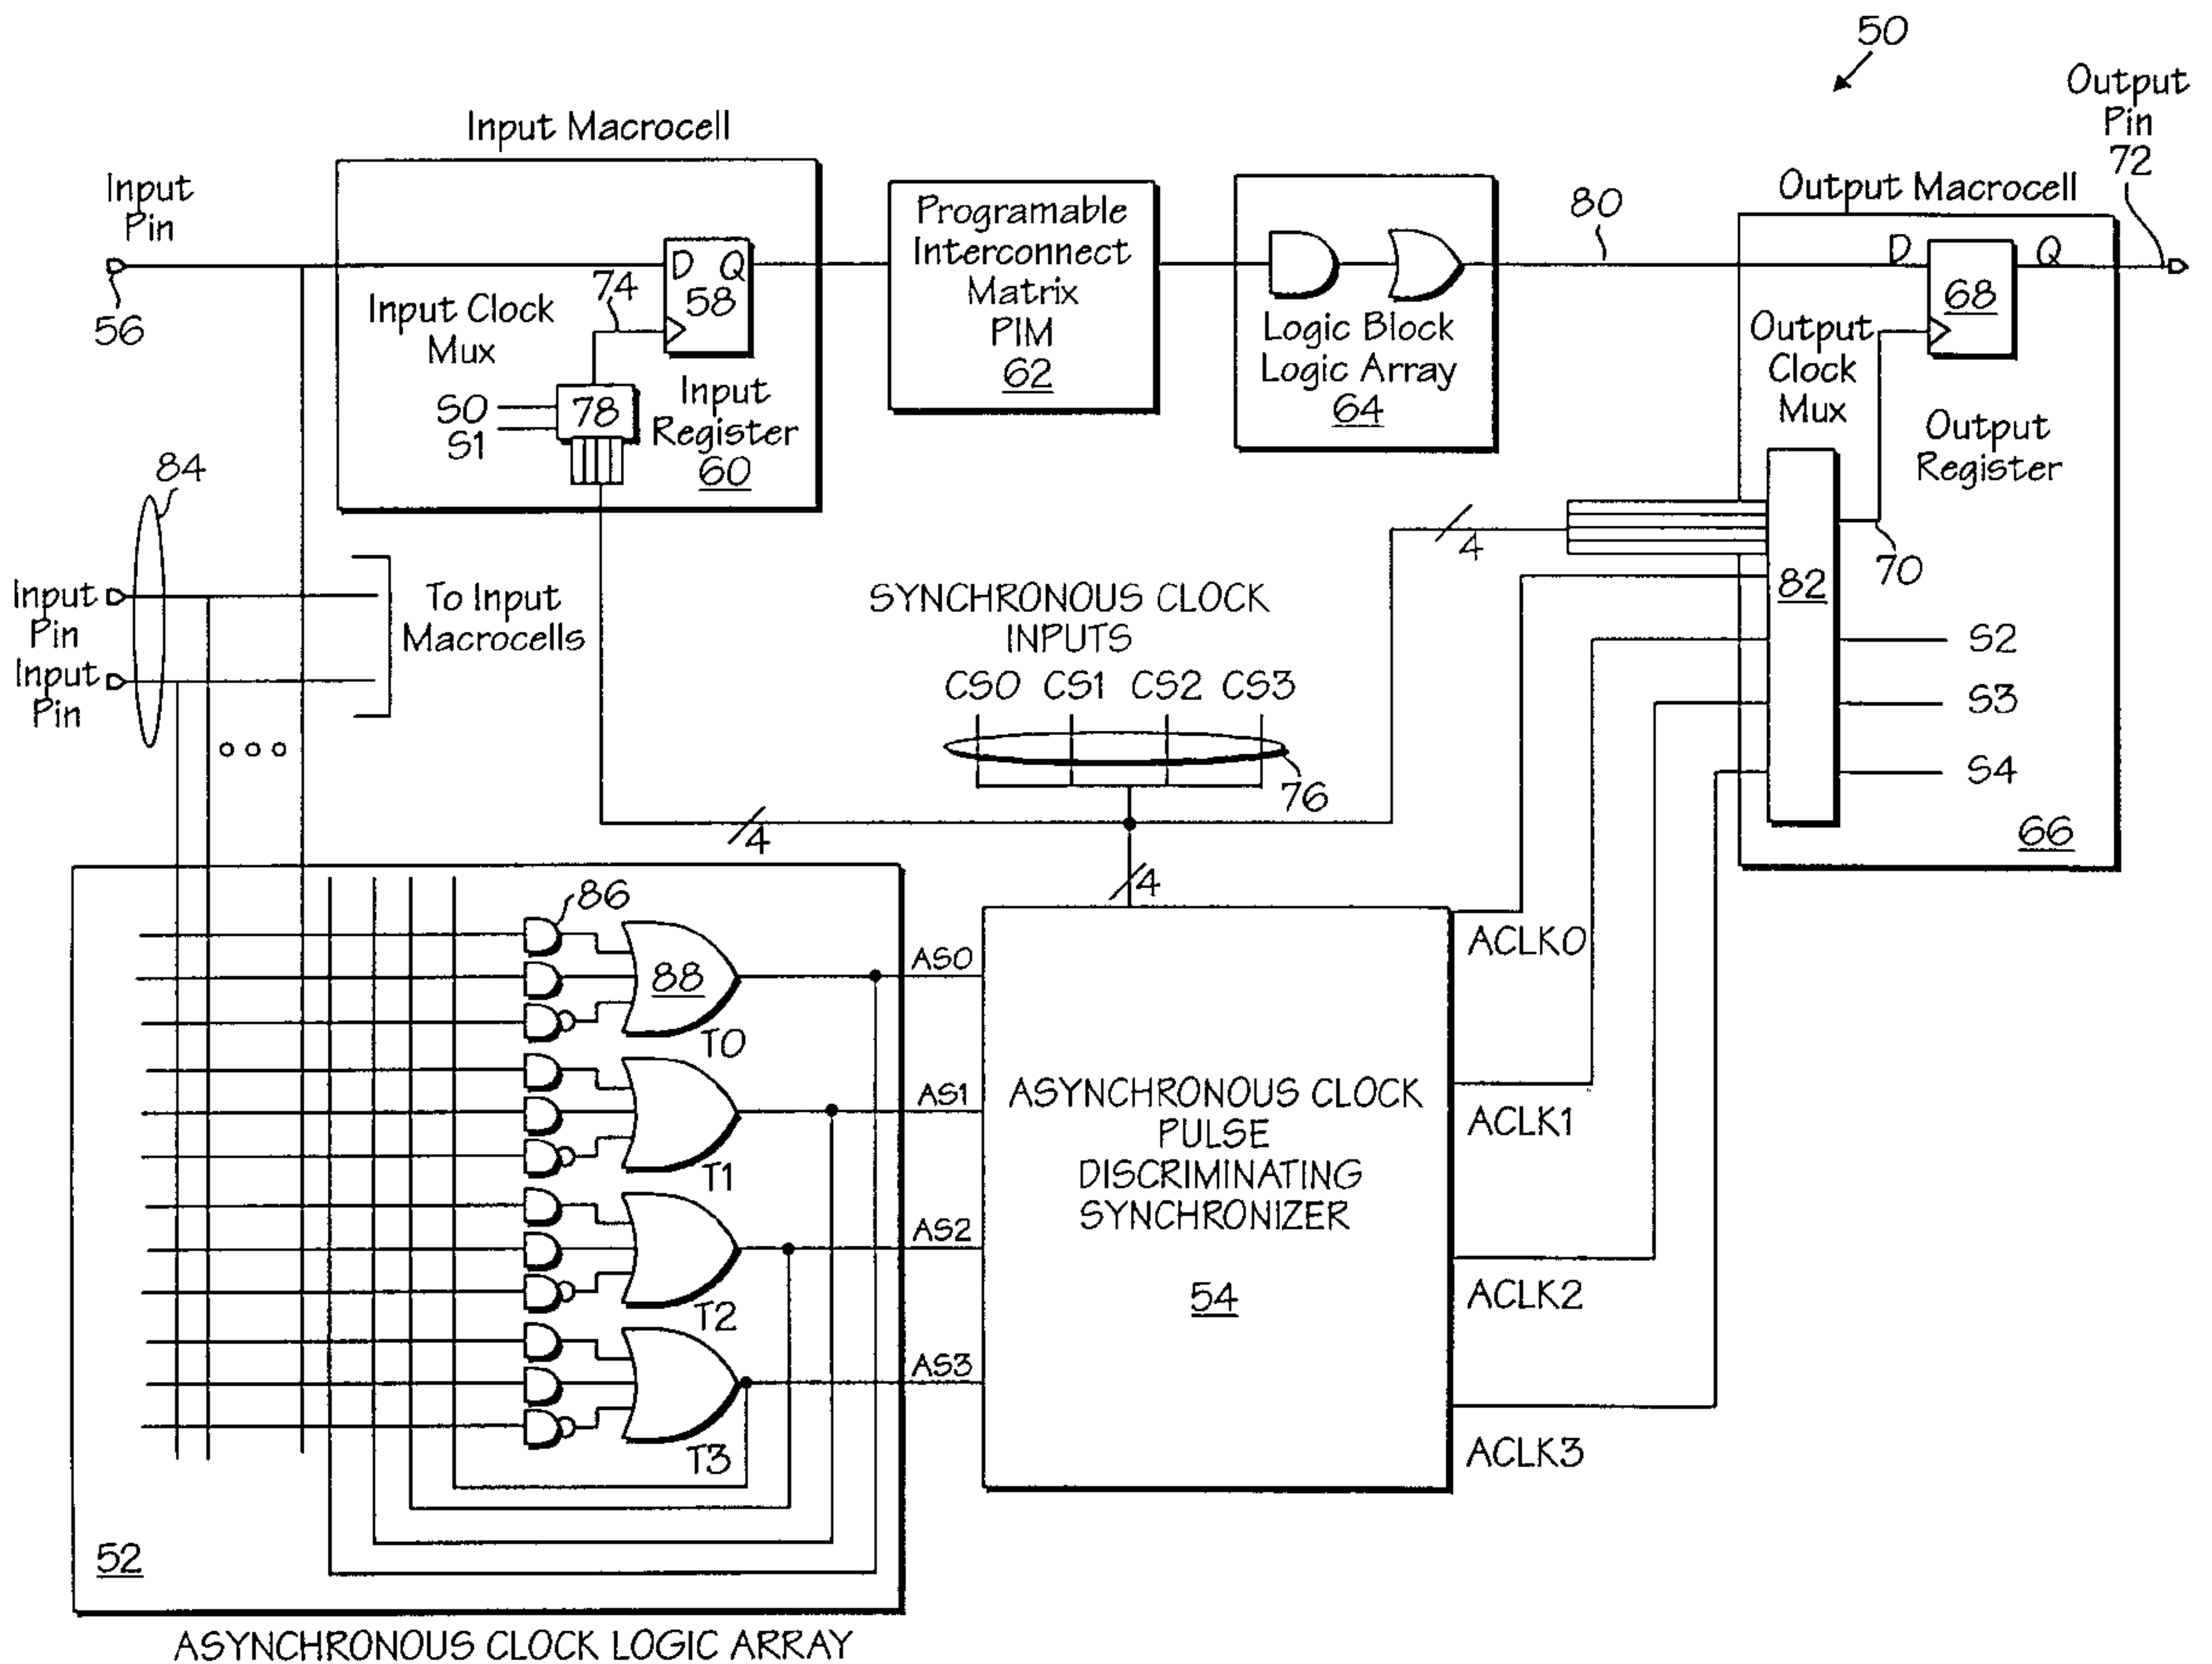 50
Output
Pin
72
Input Macrocell
Input
Pin
56
Input Clock
Mux
74
D Q
58
S0
S1
78
Input
Register
60
Programable
Interconnect
Matrix
PIM
62
Logic Block
Logic Array
64
80
Output Macrocell
D
Q
68
Output
Clock
Mux
Output
Register
70
82
S2
S3
S4
66
84
Input
Pin
Input
Pin
To Input
Macrocells
4
SYNCHRONOUS CLOCK
INPUTS
CS0 CS1 CS2 CS3
76
4
4
86
88
T0
T1
T2
T3
AS0
AS1
AS2
AS3
52
ASYNCHRONOUS CLOCK LOGIC ARRAY
ASYNCHRONOUS CLOCK
PULSE
DISCRIMINATING
SYNCHRONIZER
54
ACLK0
ACLK1
ACLK2
ACLK3